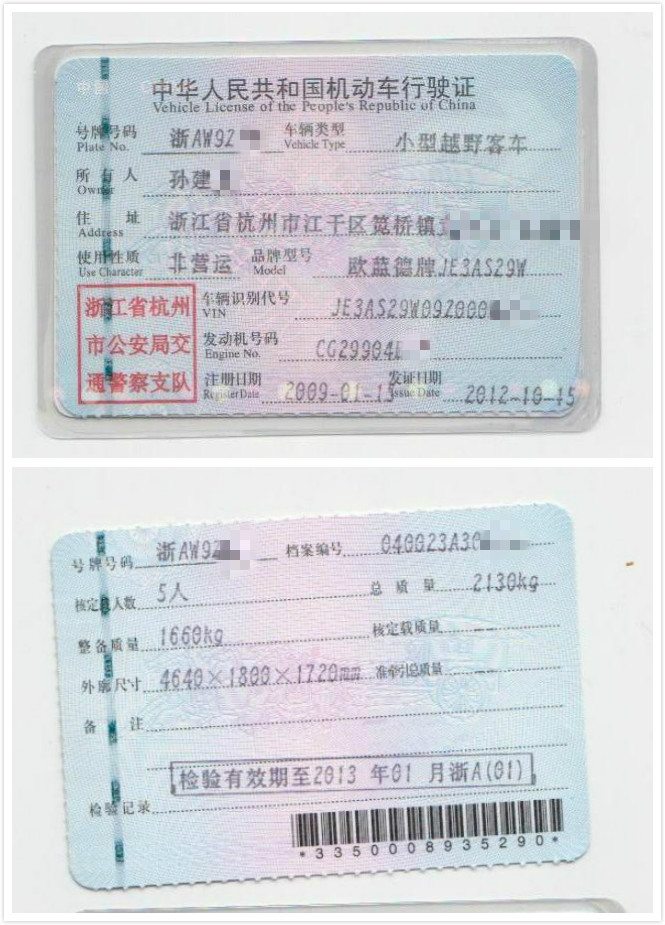 中华人民共和国机动车行驶证
Vehicle License of the People's Republic of China
号牌号码 浙AW92 车辆类型 小型越野客车
Plate No. Vehicle Type
所有人 孙建
Owner
住址 浙江省杭州市江干区笕桥镇
Address
使用性质 非营运 品牌型号 欧蓝德牌JE3AS29W
Use Character Model
浙江省杭州
市公安局交
通警察支队
车辆识别代号 JE3AS29W09Z000
VIN
发动机号码 CG29904
Engine No.
注册日期 2009-01-13 发证日期 2012-10-15
Register Date Issue Date
号牌号码 浙AW92 档案编号 040023A30
核定载人数 5人 总质量 2130kg
整备质量 1660kg 核定载质量 --
外廓尺寸 4640×1800×1720mm 准牵引总质量 --
备注
检验有效期至2013 年01 月浙A(01)
检验记录
*3350008935290*